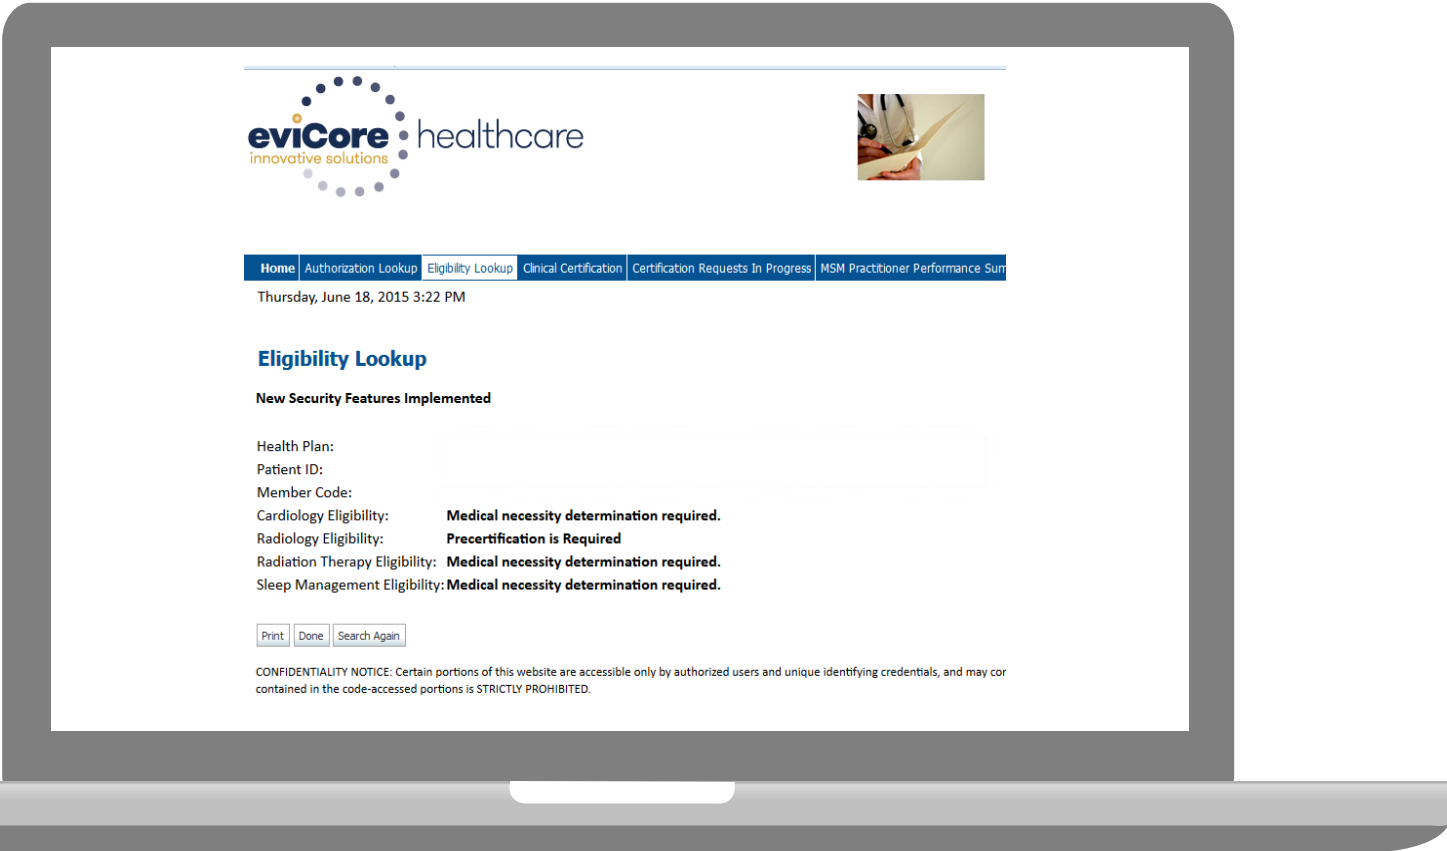 eviCore healthcare
innovative solutions
Home Authorization Lookup Eligibility Lookup Clinical Certification Certification Requests In Progress MSM Practitioner Performance Sum
Thursday, June 18, 2015 3:22 PM
Eligibility Lookup
New Security Features Implemented
Health Plan:
Patient ID:
Member Code:
Cardiology Eligibility: Medical necessity determination required.
Radiology Eligibility: Precertification is Required
Radiation Therapy Eligibility: Medical necessity determination required.
Sleep Management Eligibility: Medical necessity determination required.
Print Done Search Again
CONFIDENTIALITY NOTICE: Certain portions of this website are accessible only by authorized users and unique identifying credentials, and may cor
contained in the code-accessed portions is STRICTLY PROHIBITED.